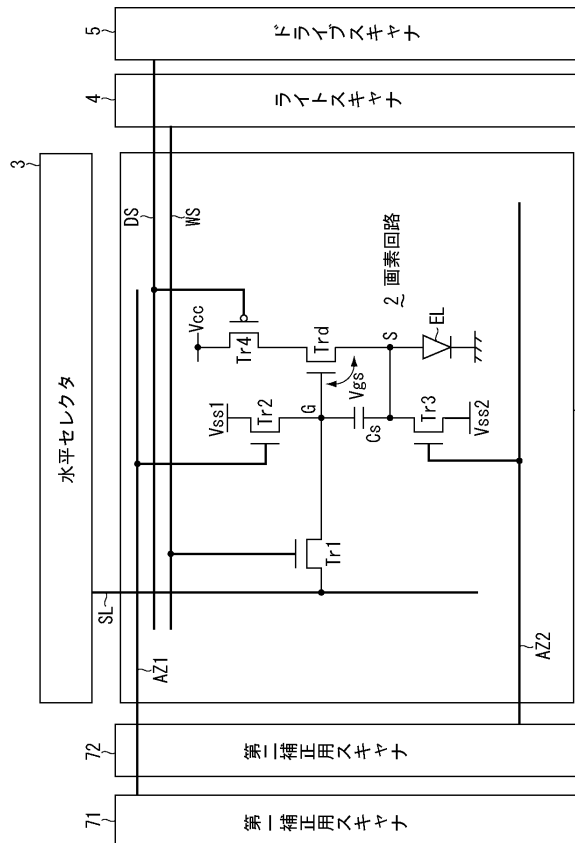 5
ドライブスキャナ
4
ライトスキャナ
3
水平セレクタ
DS
WS
2 画素回路
Vcc
Tr4
Trd
S
EL
Vgs
G
Vss1
Tr2
Cs
Tr3
Vss2
Tr1
SL
AZ1
AZ2
72
第二補正用スキャナ
71
第一補正用スキャナ